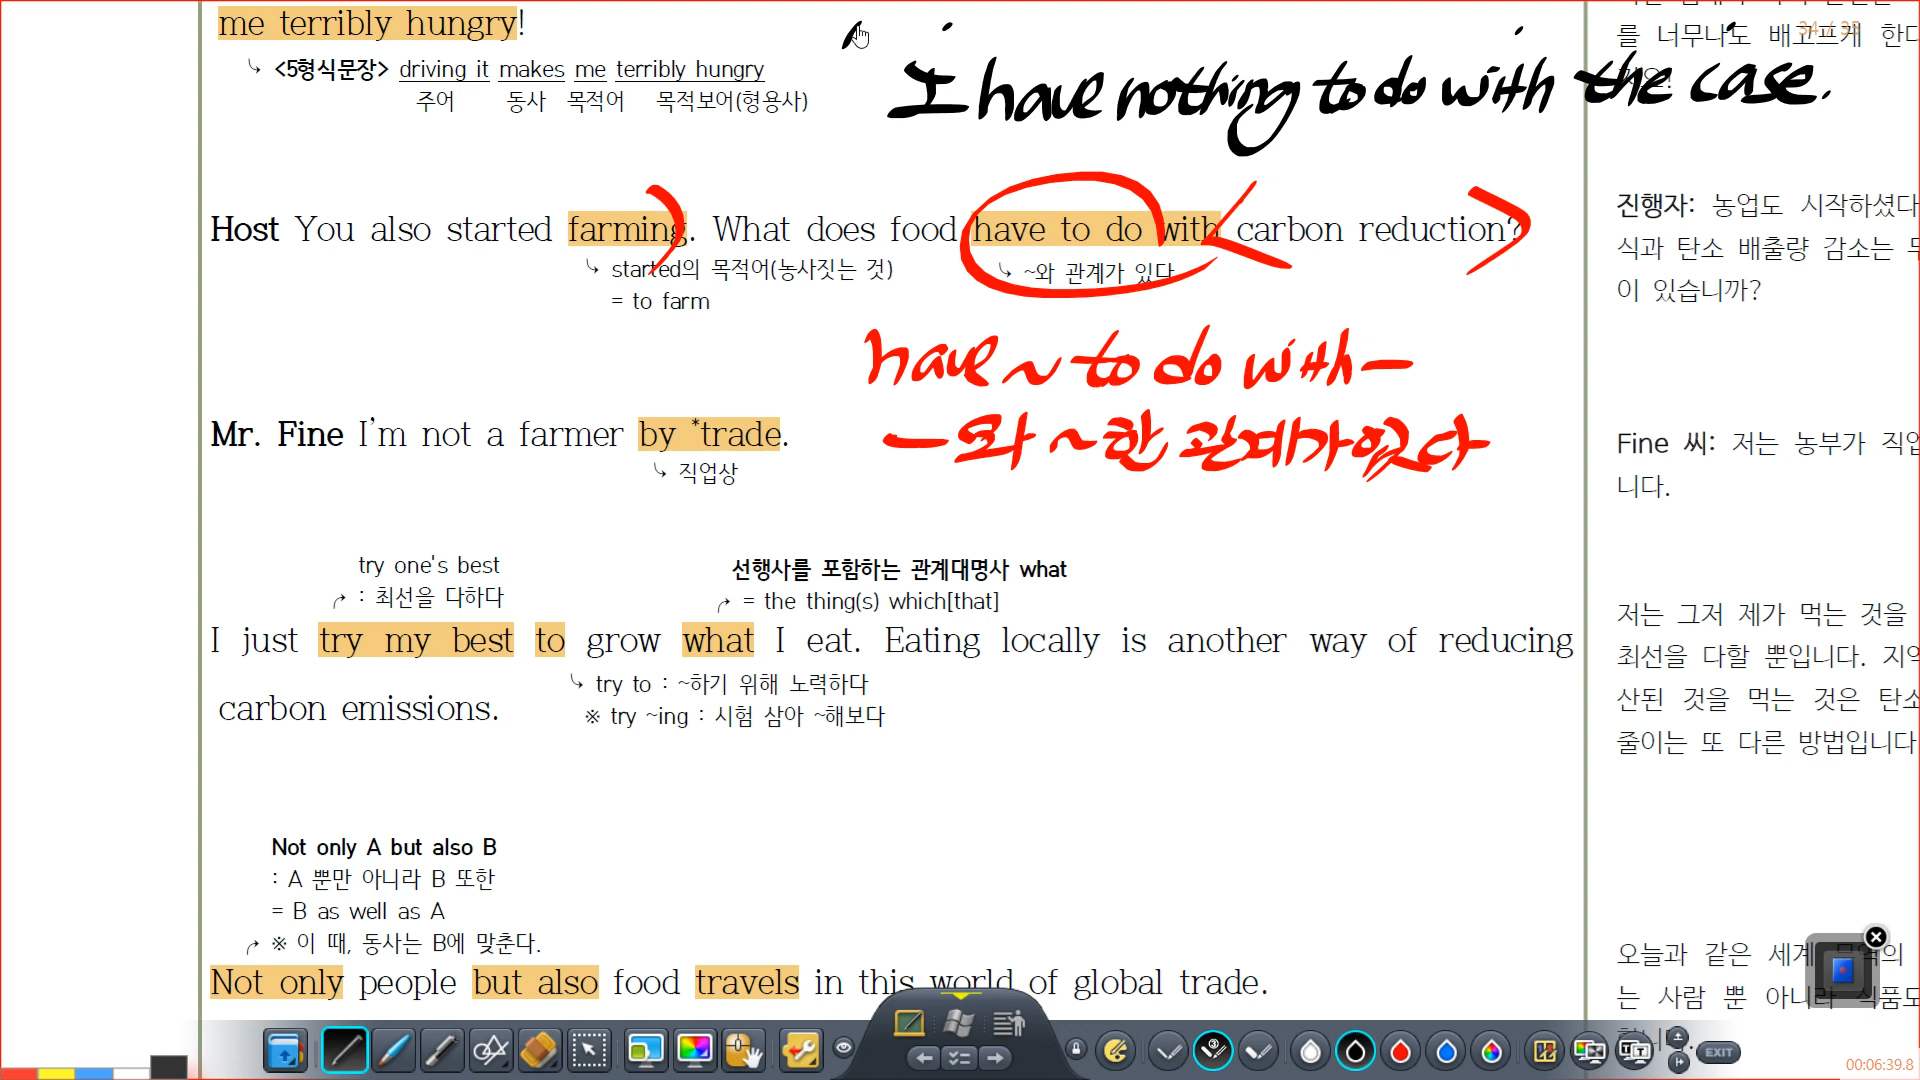 me terribly hungry!
<5형식문장> driving it makes me terribly hungry
주어 동사 목적어 목적보어(형용사)
I have nothing to do with the case.
Host You also started farming. What does food have to do with carbon reduction?
started의 목적어(농사짓는 것)
= to farm
~와 관계가 있다
have ~ to do with —
— 와 ~한 관계가 있다
Mr. Fine I'm not a farmer by *trade.
직업상
try one's best
: 최선을 다하다
선행사를 포함하는 관계대명사 what
= the thing(s) which[that]
I just try my best to grow what I eat. Eating locally is another way of reducing
carbon emissions.
try to : ~하기 위해 노력하다
※ try ~ing : 시험 삼아 ~해보다
Not only A but also B
: A 뿐만 아니라 B 또한
= B as well as A
※ 이 때, 동사는 B에 맞춘다.
Not only people but also food travels in this world of global trade.
를 너무나도 배고프게 한다
34 / 35
진행자: 농업도 시작하셨다
식과 탄소 배출량 감소는 무
이 있습니까?
Fine 씨: 저는 농부가 직업
니다.
저는 그저 제가 먹는 것을
최선을 다할 뿐입니다. 지역
산된 것을 먹는 것은 탄소
줄이는 또 다른 방법입니다
오늘과 같은 세계 무역의
는 사람 뿐 아니라 식품도
EXIT
00:06:39.8